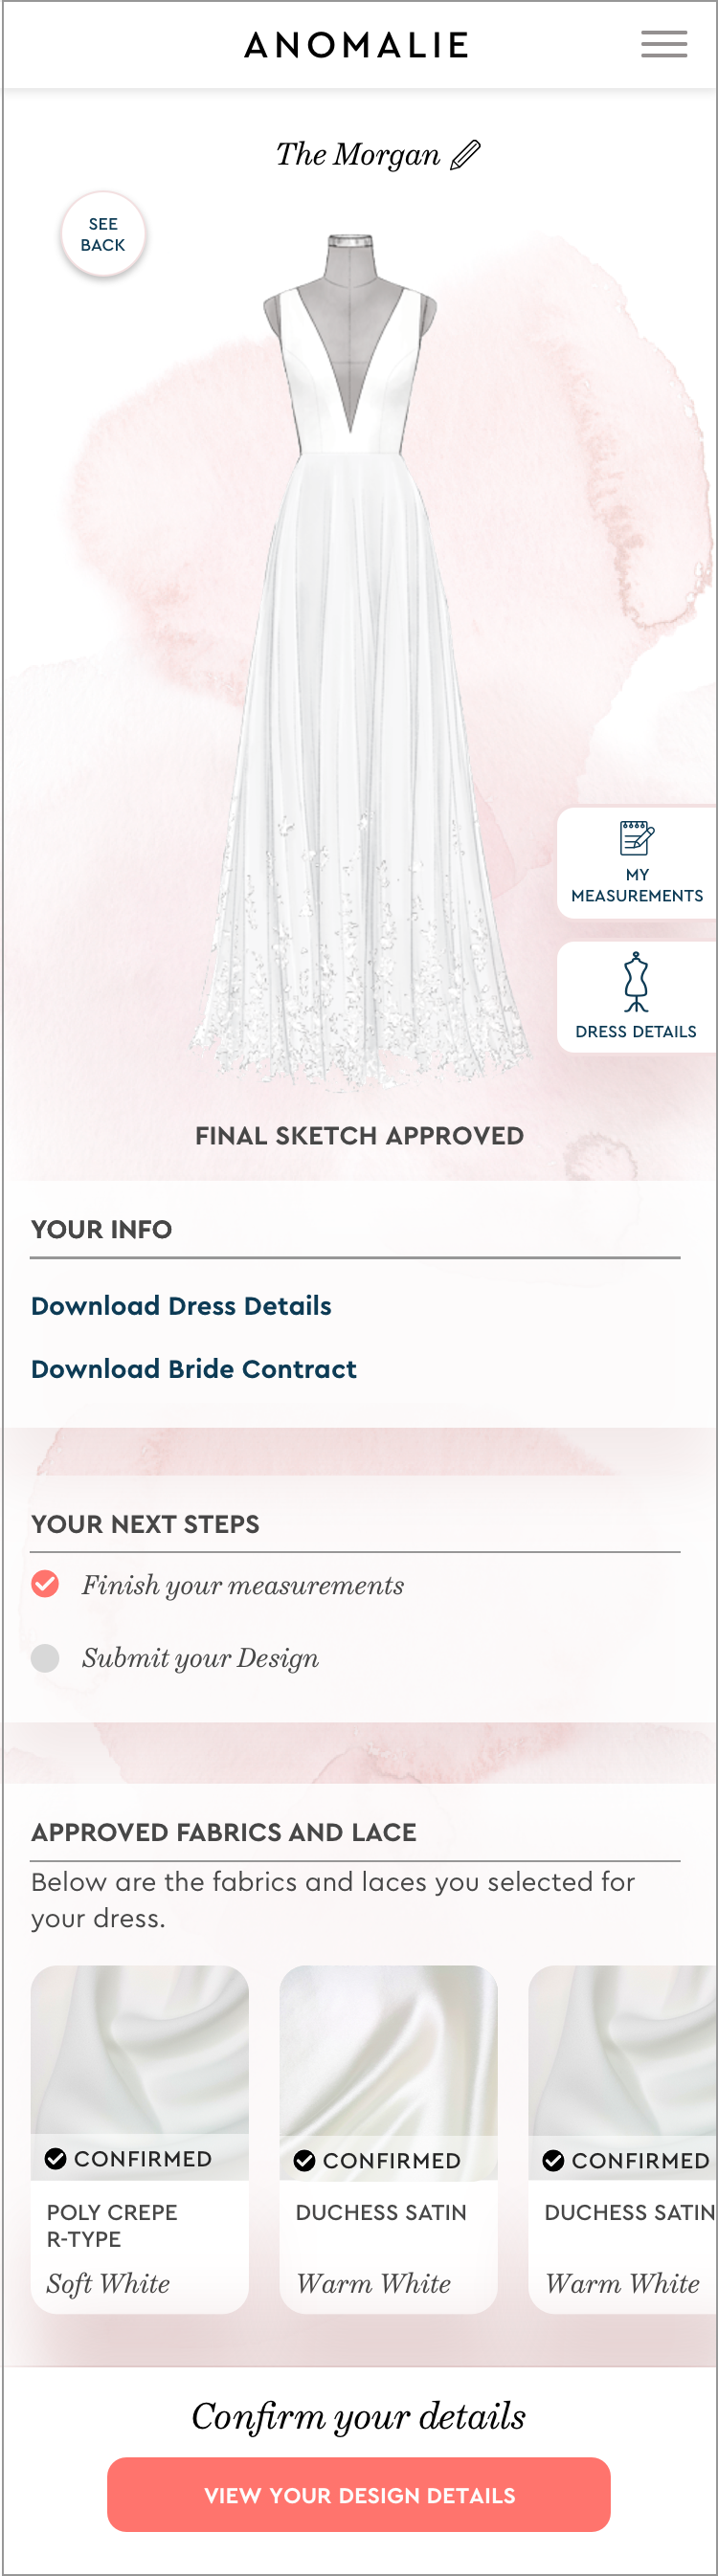 ANOMALIE
The Morgan
SEE
BACK
MY
MEASUREMENTS
DRESS DETAILS
FINAL SKETCH APPROVED
YOUR INFO
Download Dress Details
Download Bride Contract
YOUR NEXT STEPS
Finish your measurements
Submit your Design
APPROVED FABRICS AND LACE
Below are the fabrics and laces you selected for
your dress.
CONFIRMED
POLY CREPE
R-TYPE
Soft White
CONFIRMED
DUCHESS SATIN
Warm White
CONFIRMED
DUCHESS SATIN
Warm White
Confirm your details
VIEW YOUR DESIGN DETAILS